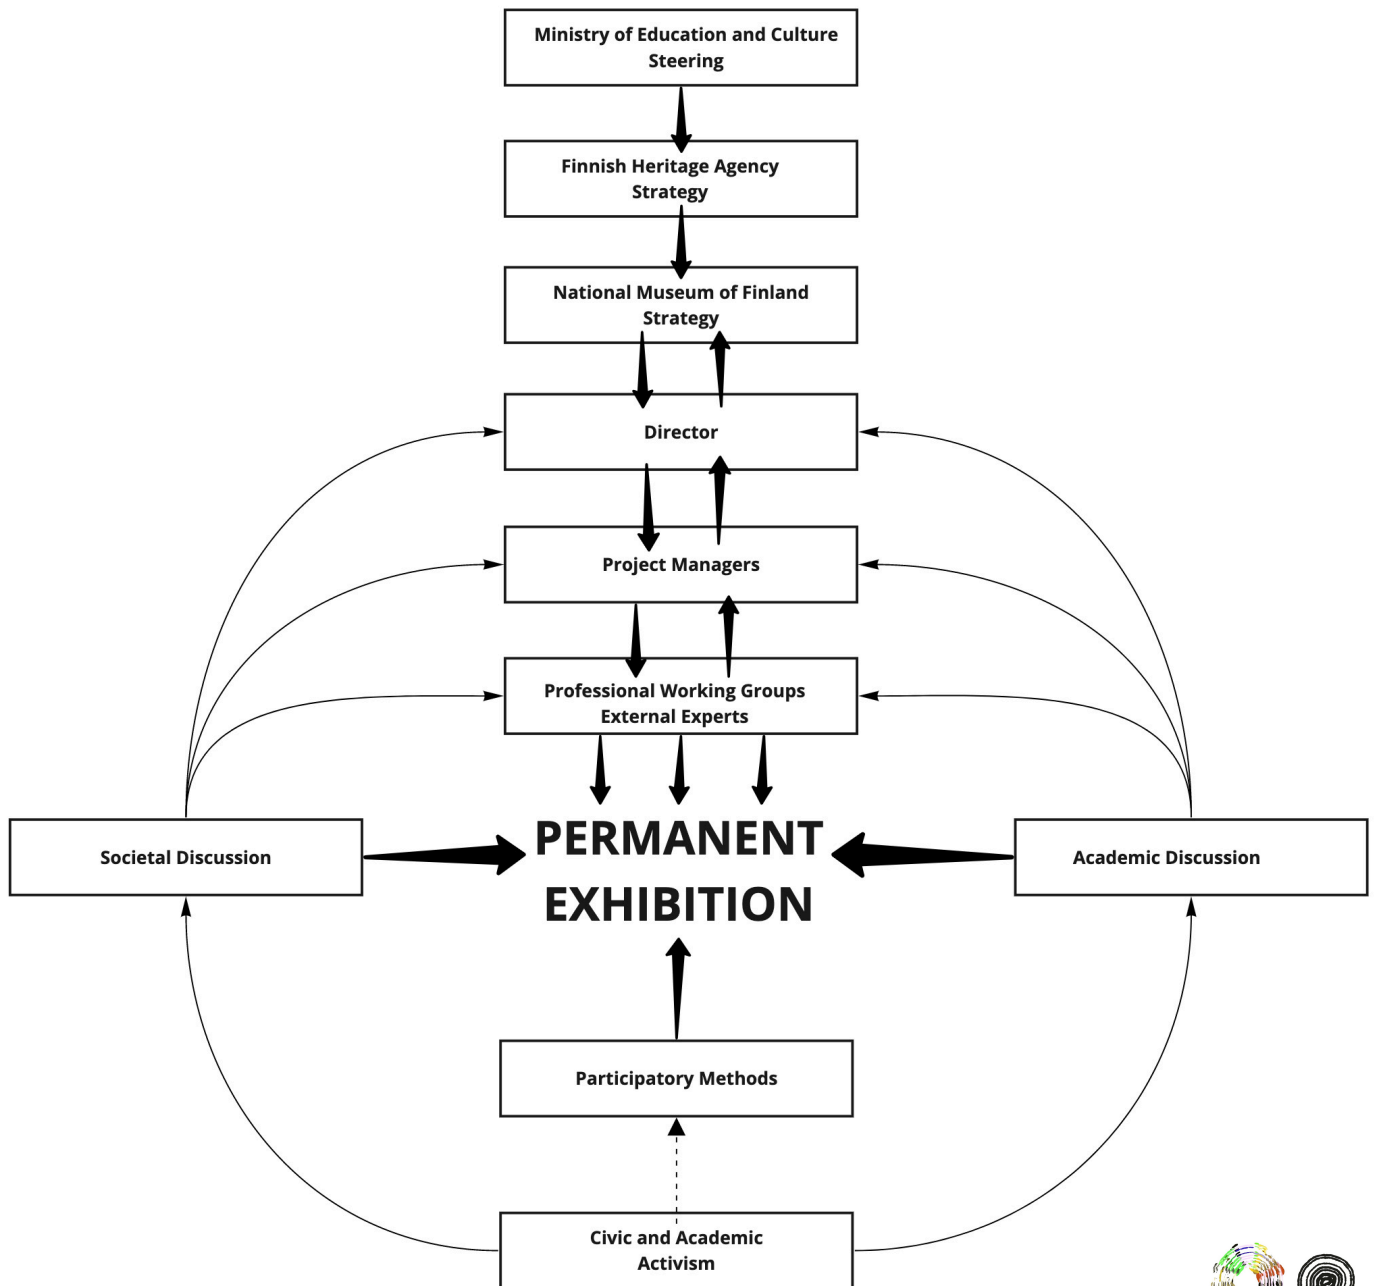 Ministry of Education and Culture
Steering
Finnish Heritage Agency
Strategy
National Museum of Finland
Strategy
Director
Project Managers
Professional Working Groups
External Experts
Societal Discussion
PERMANENT
EXHIBITION
Academic Discussion
Participatory Methods
Civic and Academic
Activism